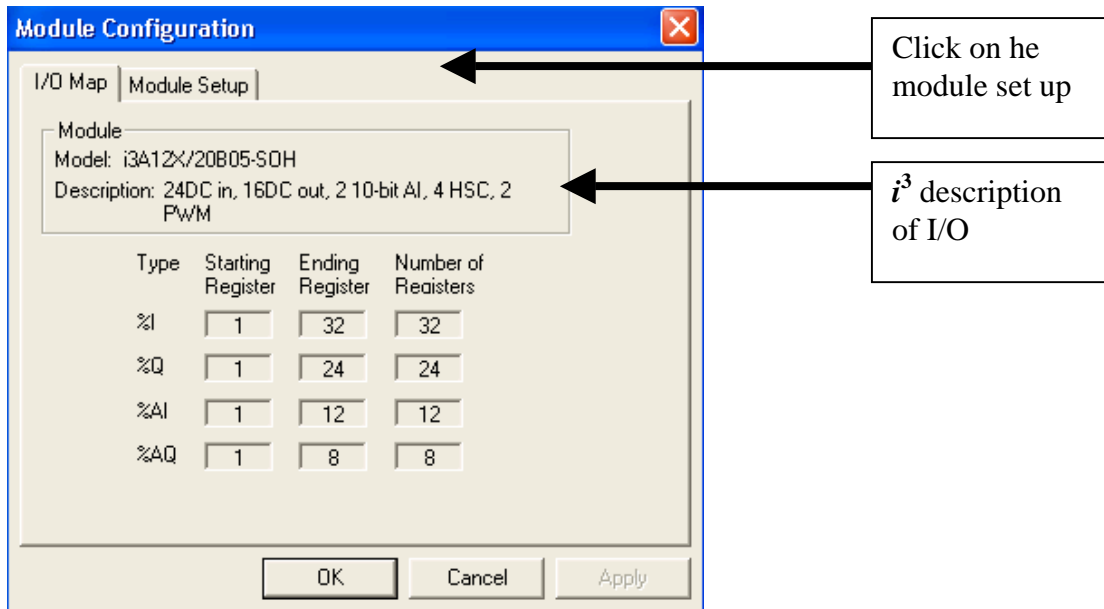 Module Configuration
I/O Map Module Setup
Click on he
module set up
Module
Model: i3A12X/20B05-SOH
Description: 24DC in, 16DC out, 2 10-bit AI, 4 HSC, 2
PWM
i³ description
of I/O
Type Starting Register Ending Register Number of Registers
%I 1 32 32
%Q 1 24 24
%AI 1 12 12
%AQ 1 8 8
OK Cancel Apply